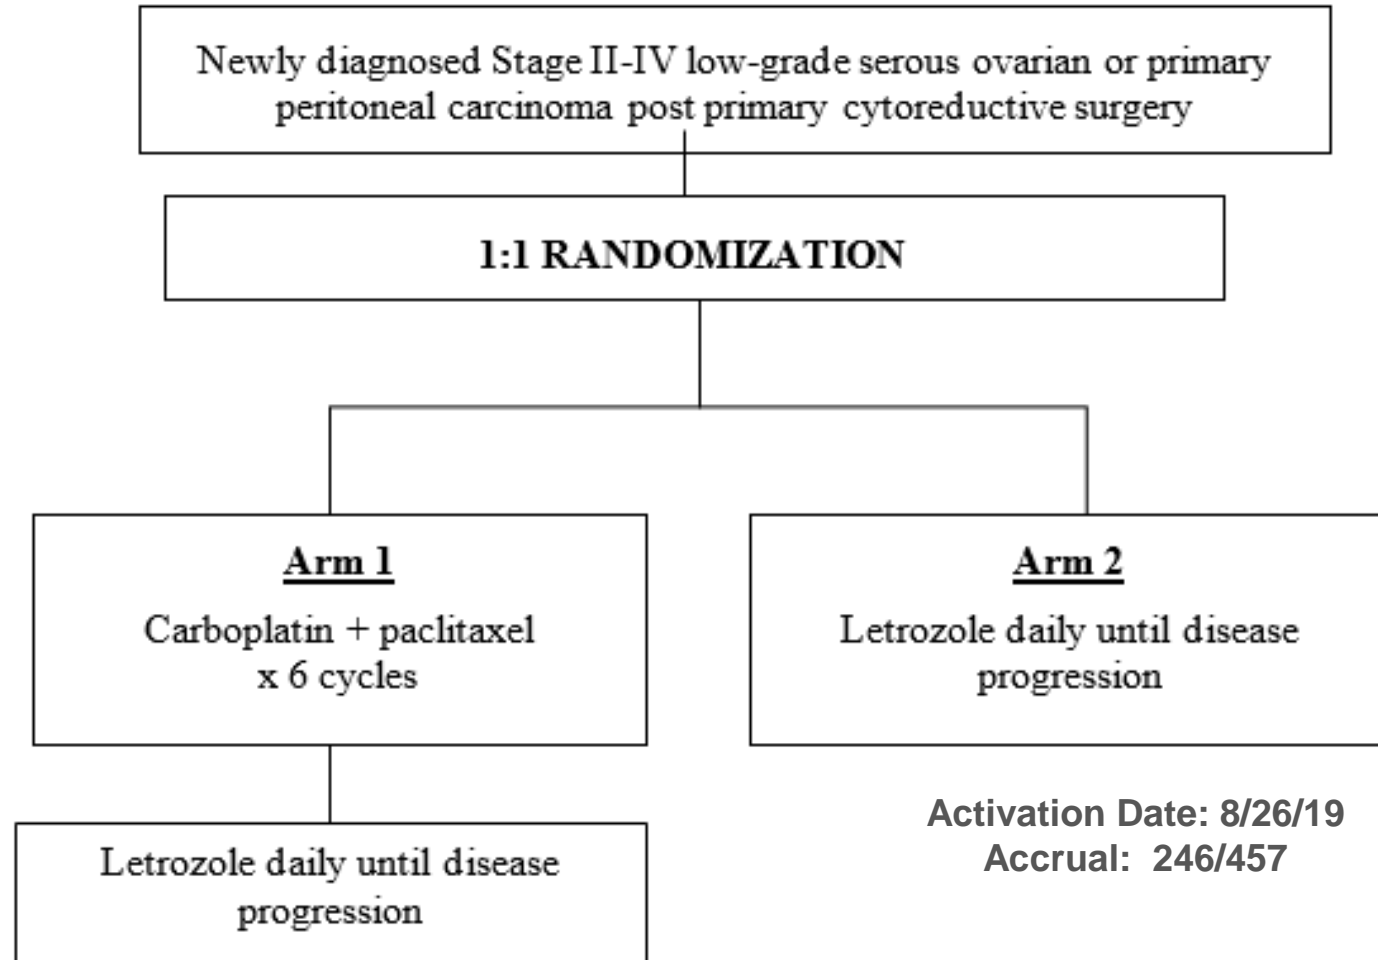 Newly diagnosed Stage II-IV low-grade serous ovarian or primary
peritoneal carcinoma post primary cytoreductive surgery
1:1 RANDOMIZATION
Arm 1
Carboplatin + paclitaxel
x 6 cycles
Arm 2
Letrozole daily until disease
progression
Letrozole daily until disease
progression
Activation Date: 8/26/19
Accrual: 246/457